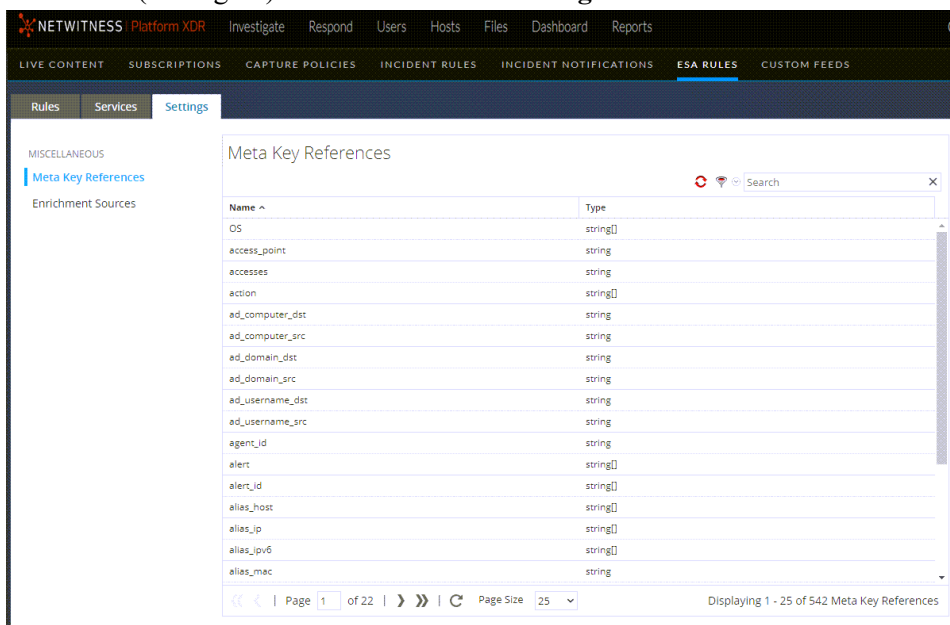 (
)
g
NETWITNESS | Platform XDR Investigate Respond Users Hosts Files Dashboard Reports
LIVE CONTENT SUBSCRIPTIONS CAPTURE POLICIES INCIDENT RULES INCIDENT NOTIFICATIONS ESA RULES CUSTOM FEEDS
Rules Services Settings
MISCELLANEOUS
Meta Key References
Enrichment Sources
Meta Key References
Search
Name Type
OS string[]
access_point string
accesses string
action string[]
ad_computer_dst string
ad_computer_src string
ad_domain_dst string
ad_domain_src string
ad_username_dst string
ad_username_src string
agent_id string
alert string[]
alert_id string[]
alias_host string[]
alias_ip string[]
alias_ipv6 string[]
alias_mac string
Page 1 of 22 Page Size 25 Displaying 1 - 25 of 542 Meta Key References